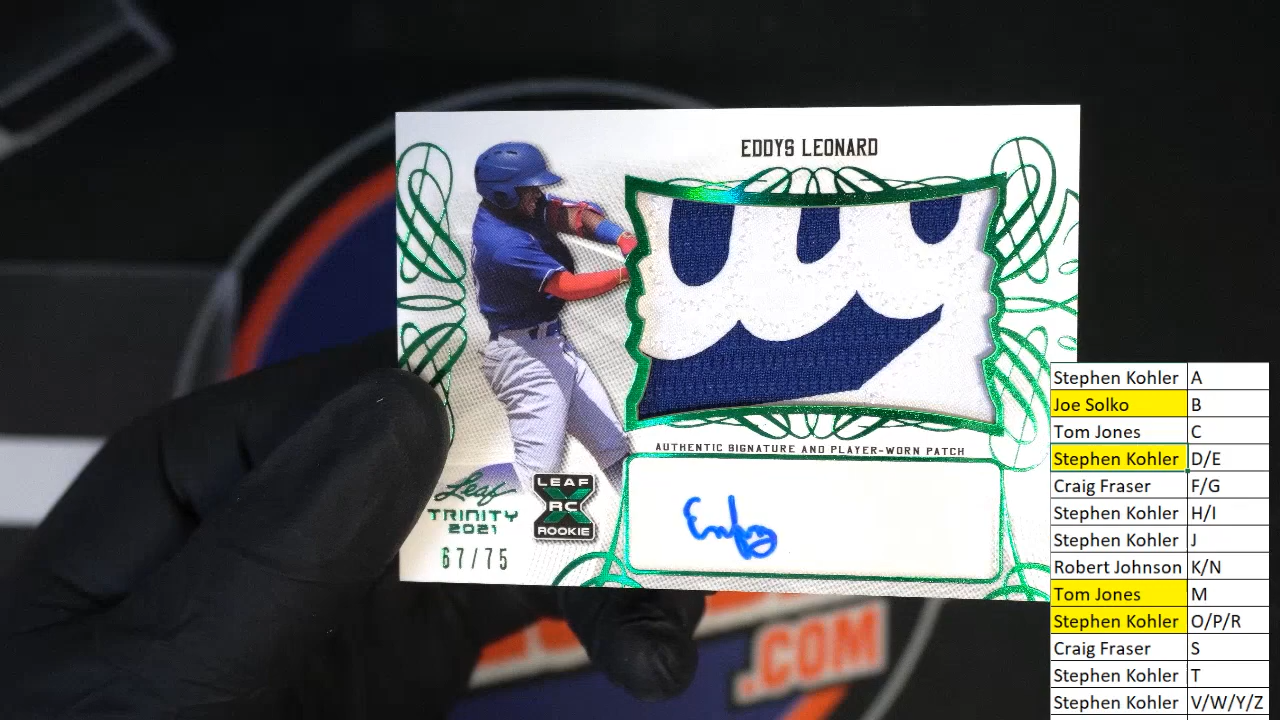 EDDYS LEONARD
AUTHENTIC SIGNATURE AND PLAYER-WORN PATCH
Leaf
TRINITY
2021
67/75
LEAF
RC
ROOKIE
.COM
Stephen Kohler A
Joe Solko B
Tom Jones C
Stephen Kohler D/E
Craig Fraser F/G
Stephen Kohler H/I
Stephen Kohler J
Robert Johnson K/N
Tom Jones M
Stephen Kohler O/P/R
Craig Fraser S
Stephen Kohler T
Stephen Kohler V/W/Y/Z